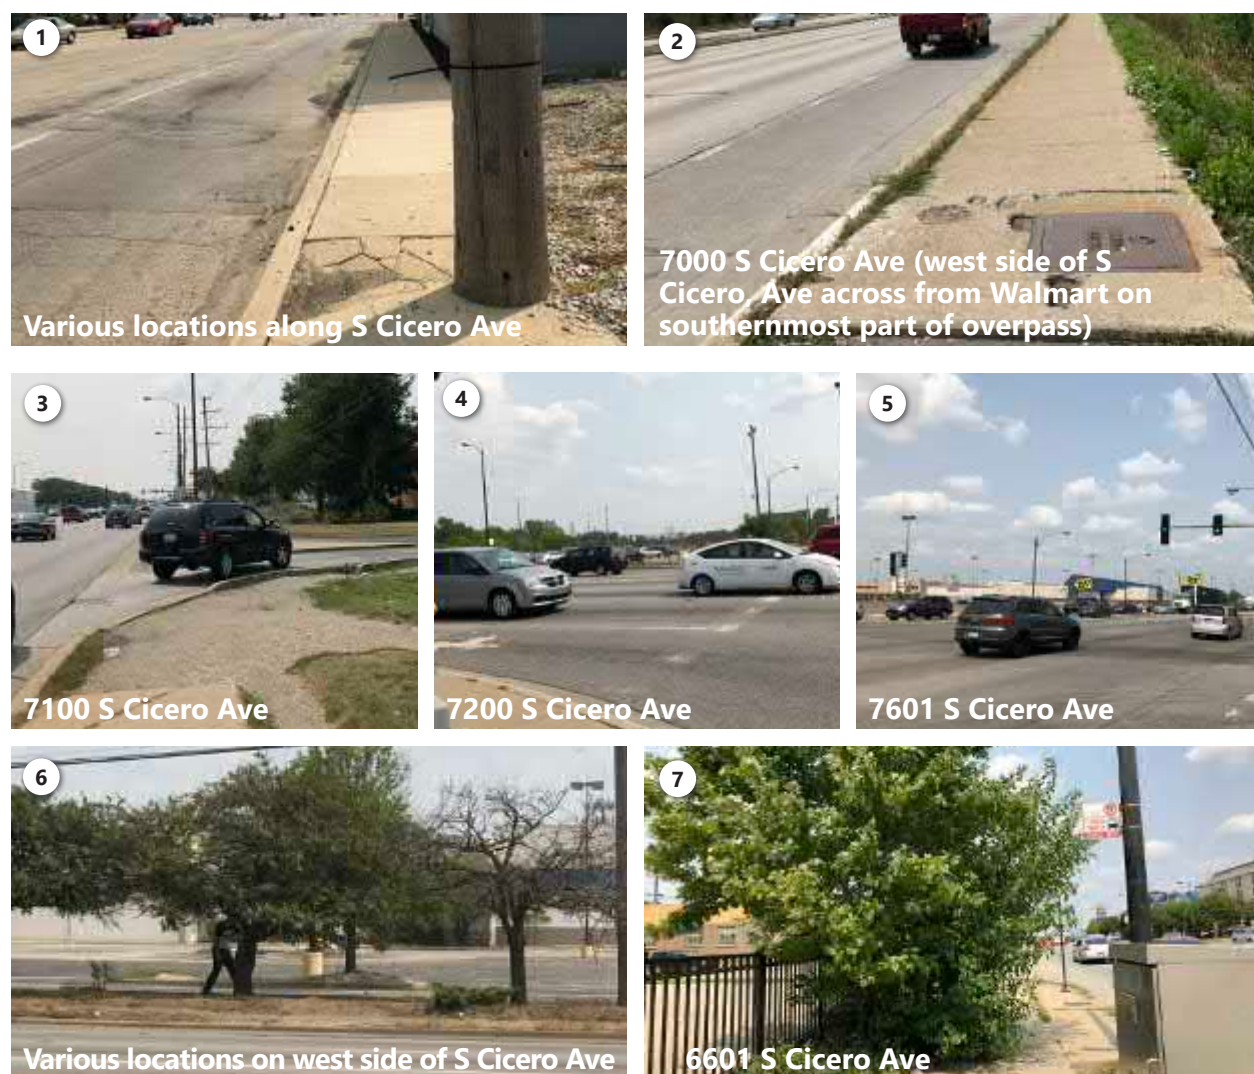 1
Various locations along S Cicero Ave
2
7000 S Cicero Ave (west side of S
Cicero, Ave across from Walmart on
southernmost part of overpass)
3
7100 S Cicero Ave
4
7200 S Cicero Ave
5
7601 S Cicero Ave
6
Various locations on west side of S Cicero Ave
7
6601 S Cicero Ave